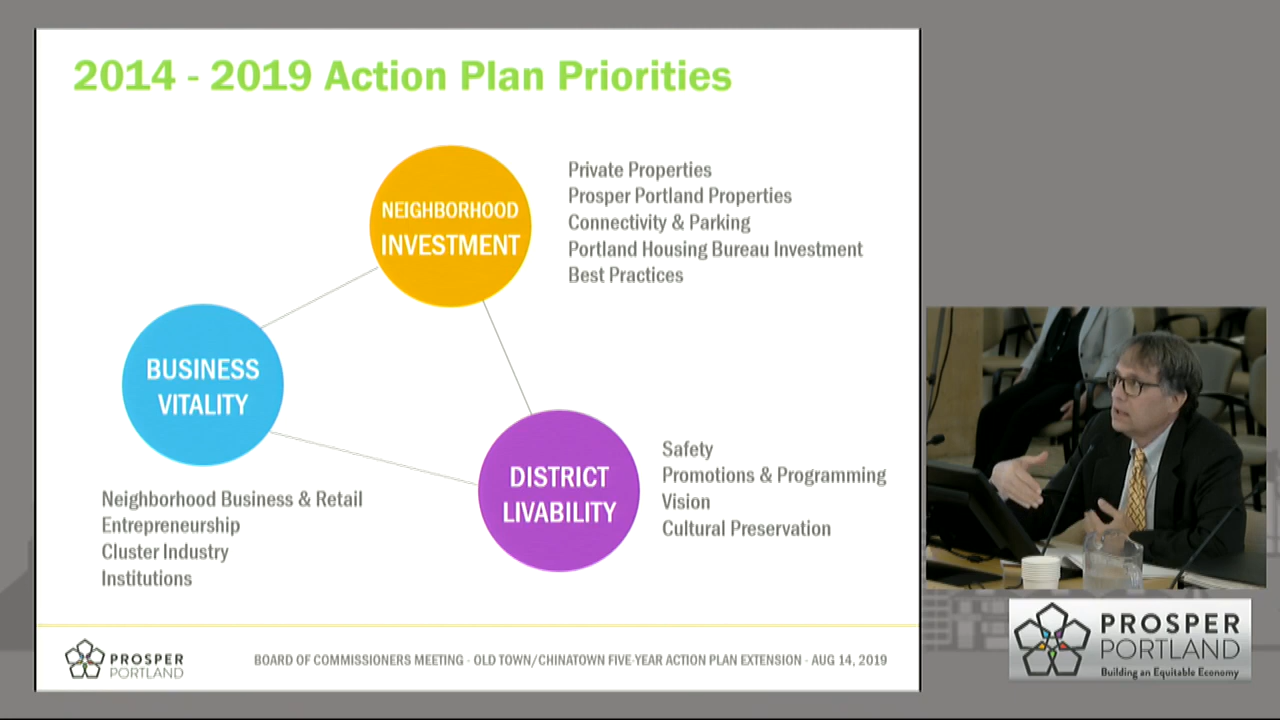 2014 - 2019 Action Plan Priorities
NEIGHBORHOOD
INVESTMENT
Private Properties
Prosper Portland Properties
Connectivity & Parking
Portland Housing Bureau Investment
Best Practices
BUSINESS
VITALITY
Neighborhood Business & Retail
Entrepreneurship
Cluster Industry
Institutions
DISTRICT
LIVABILITY
Safety
Promotions & Programming
Vision
Cultural Preservation
PROSPER
PORTLAND
BOARD OF COMMISSIONERS MEETING - OLD TOWN/CHINATOWN FIVE-YEAR ACTION PLAN EXTENSION - AUG 14, 2019
PROSPER
PORTLAND
Building an Equitable Economy